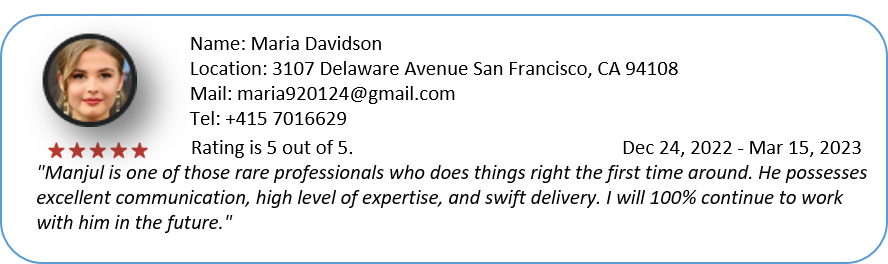 Name: Maria Davidson
Location: 3107 Delaware Avenue San Francisco, CA 94108
Mail: maria920124@gmail.com
Tel: +415 7016629
Rating is 5 out of 5. Dec 24, 2022 - Mar 15, 2023
"Manjul is one of those rare professionals who does things right the first time around. He possesses
excellent communication, high level of expertise, and swift delivery. I will 100% continue to work
with him in the future."